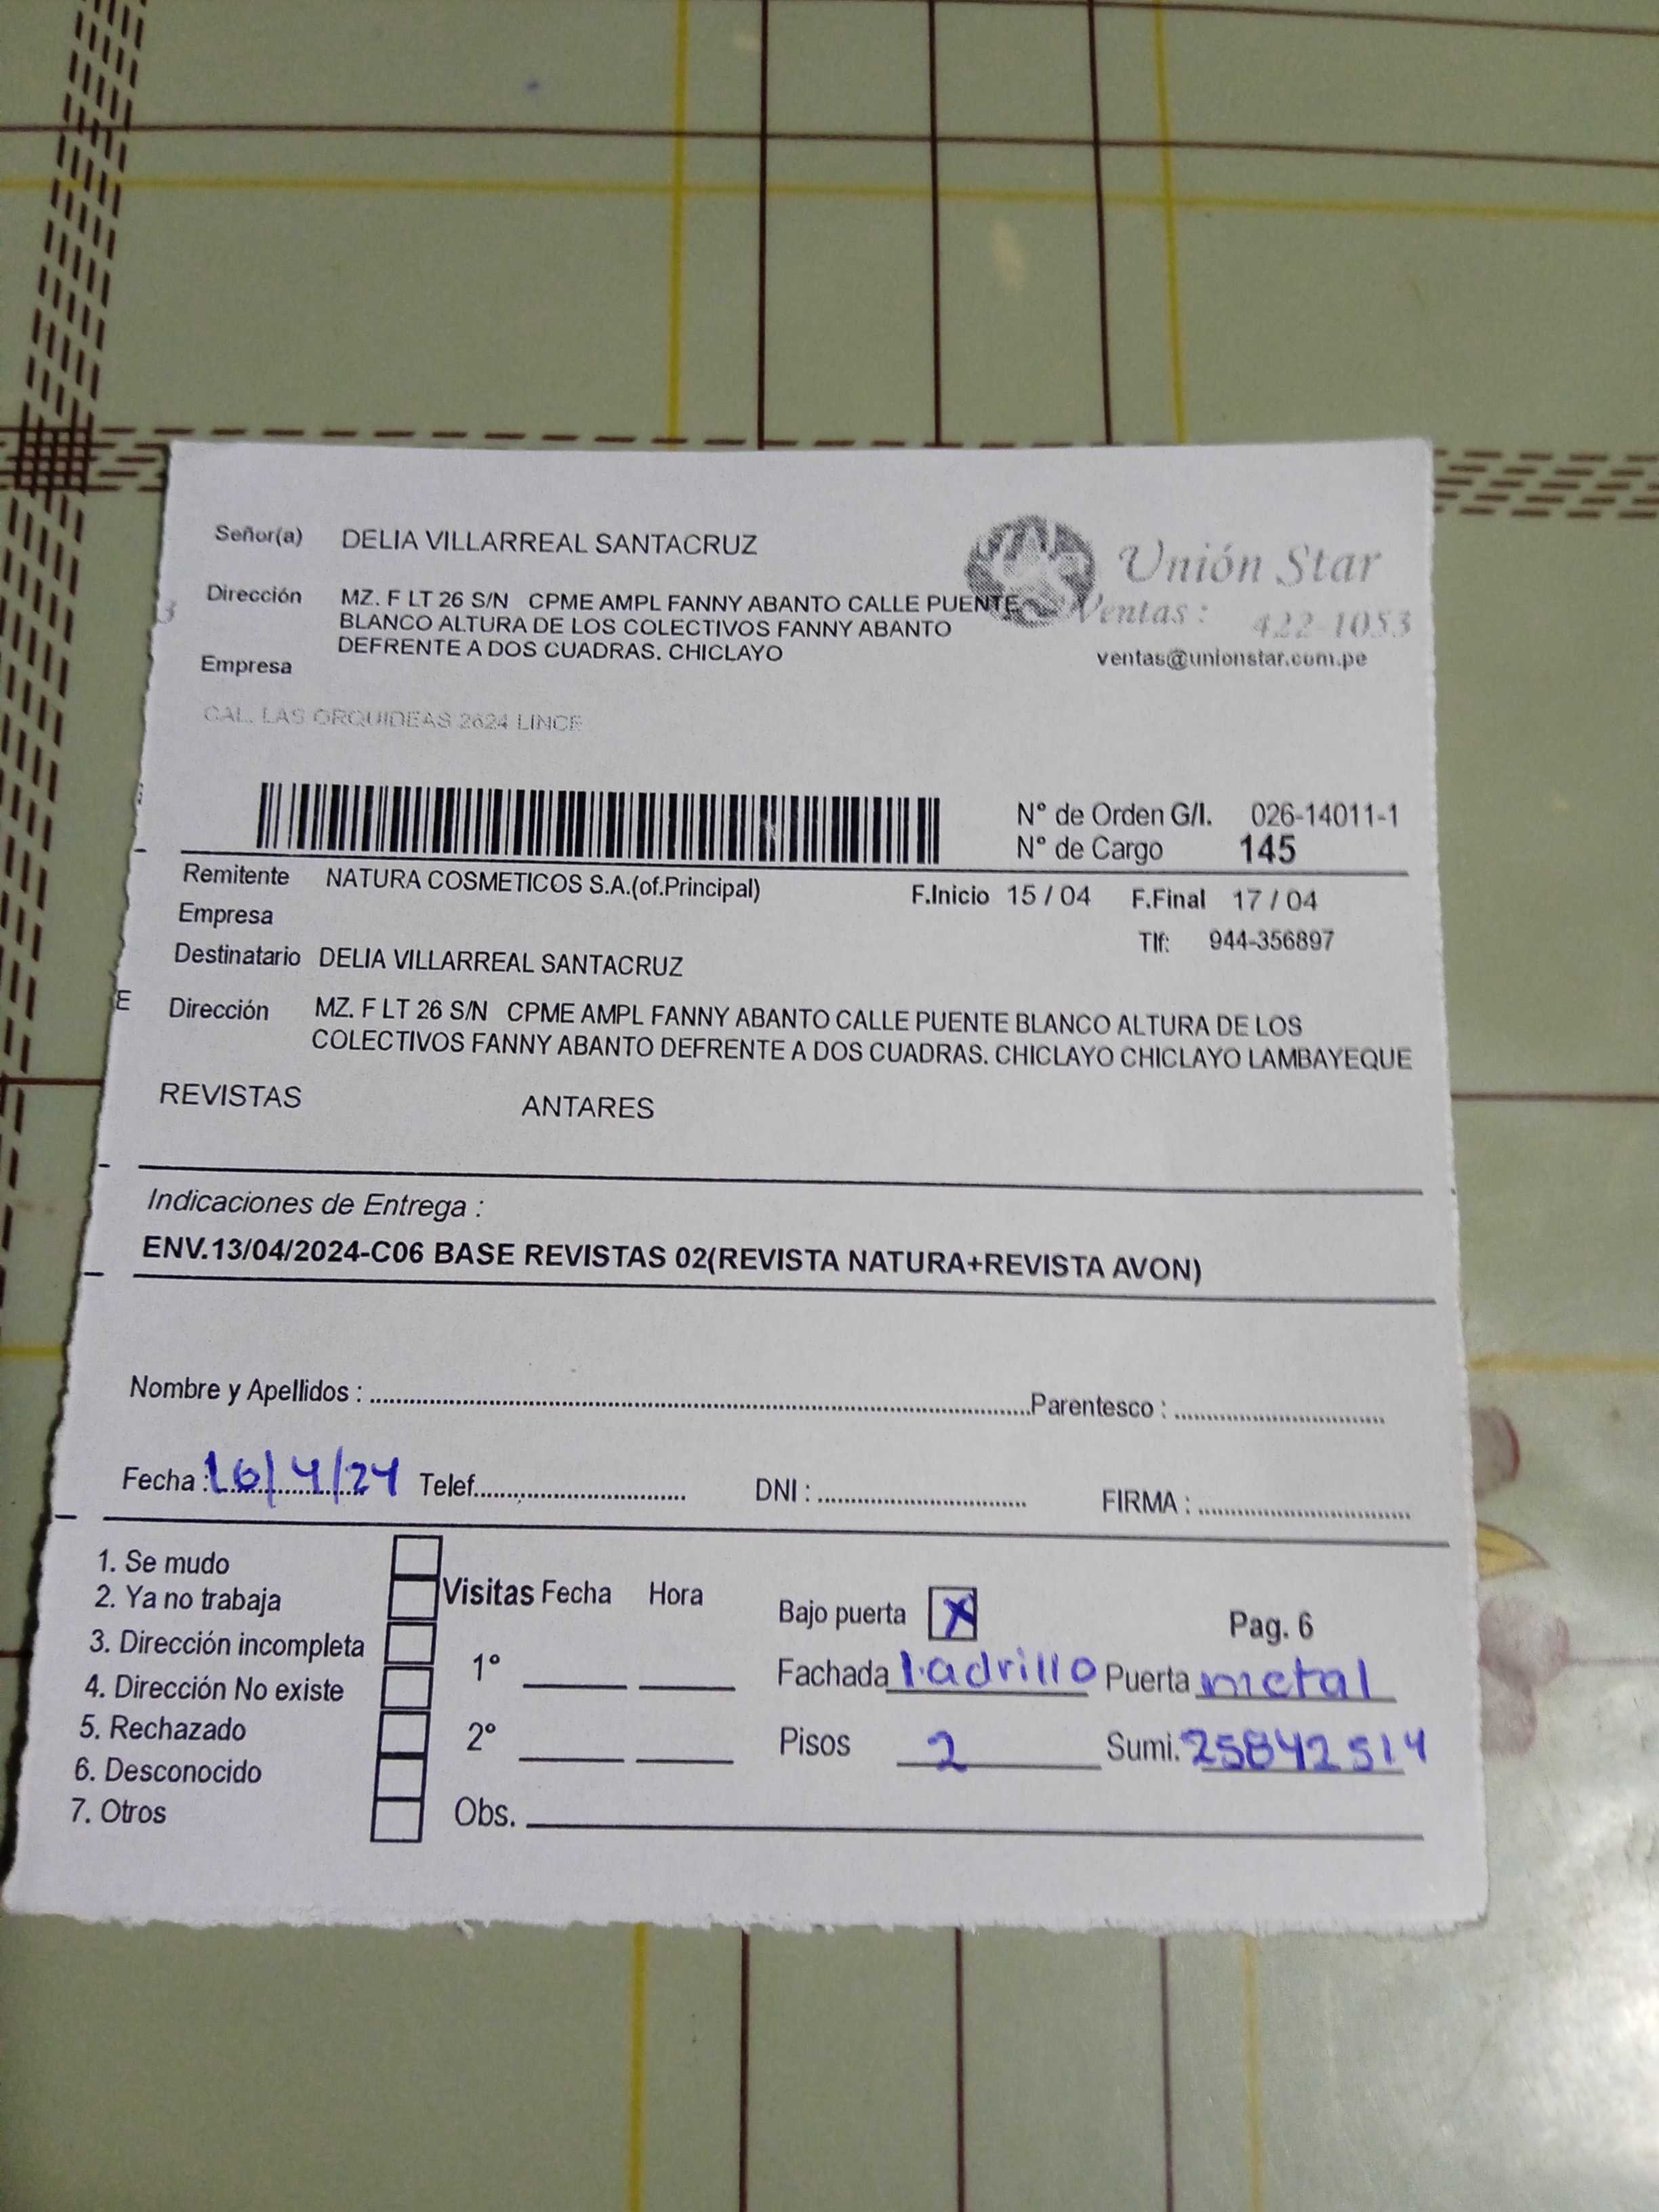 Señor(a) DELIA VILLARREAL SANTACRUZ
Unión Star
Dirección MZ. F LT 26 S/N CPME AMPL FANNY ABANTO CALLE PUENTE
BLANCO ALTURA DE LOS COLECTIVOS FANNY ABANTO
DEFRENTE A DOS CUADRAS. CHICLAYO
Ventas : 422-1053
ventas@unionstar.com.pe
Empresa
CAL. LAS ORQUIDEAS 2624 LINCE
N° de Orden G/I. 026-14011-1
N° de Cargo 145
Remitente NATURA COSMETICOS S.A.(of.Principal) F.Inicio 15 / 04 F.Final 17 / 04
Empresa Tlf: 944-356897
Destinatario DELIA VILLARREAL SANTACRUZ
E
Dirección MZ. F LT 26 S/N CPME AMPL FANNY ABANTO CALLE PUENTE BLANCO ALTURA DE LOS
COLECTIVOS FANNY ABANTO DEFRENTE A DOS CUADRAS. CHICLAYO CHICLAYO LAMBAYEQUE
REVISTAS ANTARES
Indicaciones de Entrega :
ENV.13/04/2024-C06 BASE REVISTAS 02(REVISTA NATURA+REVISTA AVON)
Nombre y Apellidos : Parentesco :
Fecha : 16/4/24 Telef. DNI : FIRMA :
1. Se mudo
2. Ya no trabaja
3. Dirección incompleta
4. Dirección No existe
5. Rechazado
6. Desconocido
7. Otros
Visitas Fecha Hora
1°
2°
Obs.
Bajo puerta X Pag. 6
Fachada Ladrillo Puerta metal
Pisos 2 Sumi. 25842514